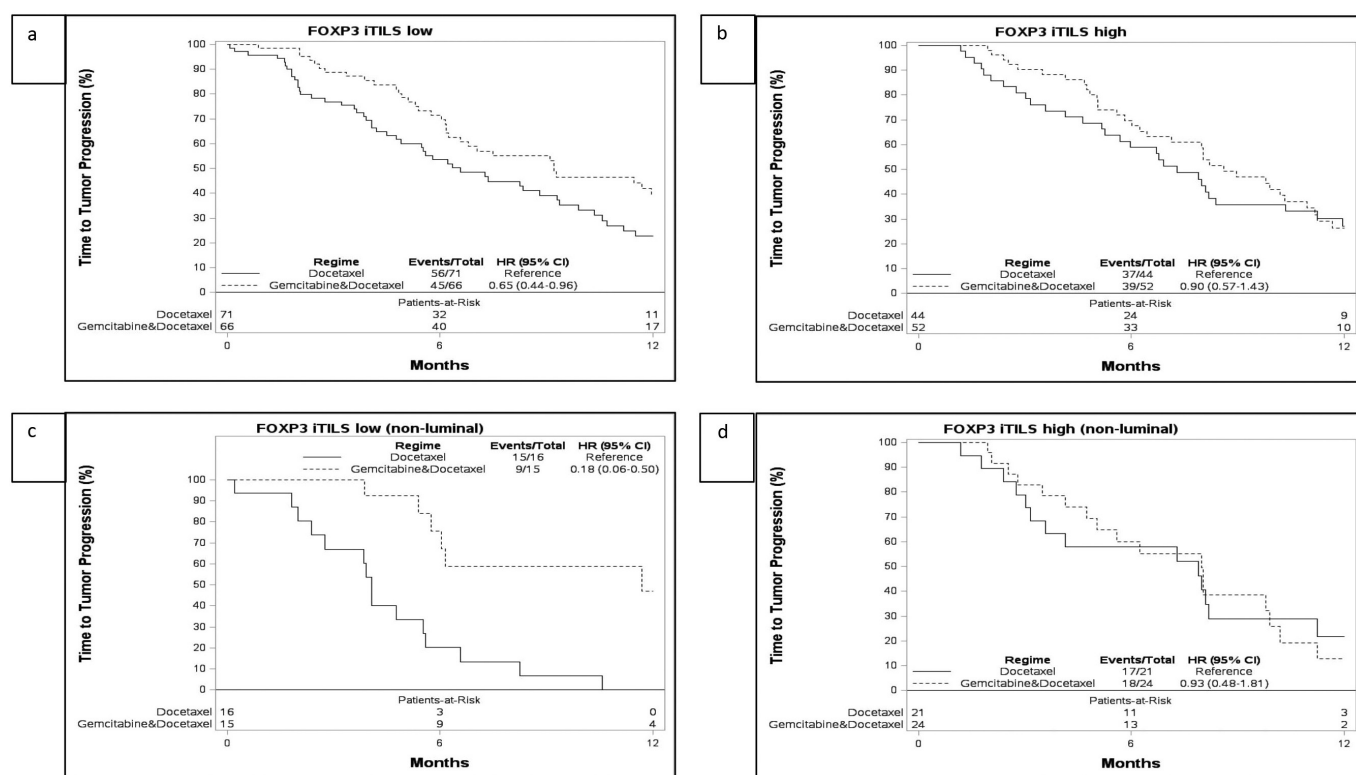 a
FOXP3 iTILS low
Time to Tumor Progression (%)
100
90
80
70
60
50
40
30
20
10
0
Regime Events/Total HR (95% CI)
Docetaxel 56/71 Reference
Gemcitabine&Docetaxel 45/66 0.65 (0.44-0.96)
Patients-at-Risk
Docetaxel 71 32 11
Gemcitabine&Docetaxel 66 40 17
0 6 12
Months
b
FOXP3 iTILS high
Time to Tumor Progression (%)
100
90
80
70
60
50
40
30
20
10
0
Regime Events/Total HR (95% CI)
Docetaxel 37/44 Reference
Gemcitabine&Docetaxel 39/52 0.90 (0.57-1.43)
Patients-at-Risk
Docetaxel 44 24 9
Gemcitabine&Docetaxel 52 33 10
0 6 12
Months
c
FOXP3 iTILS low (non-luminal)
Regime Events/Total HR (95% CI)
Docetaxel 15/16 Reference
Gemcitabine&Docetaxel 9/15 0.18 (0.06-0.50)
Time to Tumor Progression (%)
100
90
80
70
60
50
40
30
20
10
0
Patients-at-Risk
Docetaxel 16 3 0
Gemcitabine&Docetaxel 15 9 4
0 6 12
Months
d
FOXP3 iTILS high (non-luminal)
Time to Tumor Progression (%)
100
90
80
70
60
50
40
30
20
10
0
Regime Events/Total HR (95% CI)
Docetaxel 17/21 Reference
Gemcitabine&Docetaxel 18/24 0.93 (0.48-1.81)
Patients-at-Risk
Docetaxel 21 11 3
Gemcitabine&Docetaxel 24 13 2
0 6 12
Months